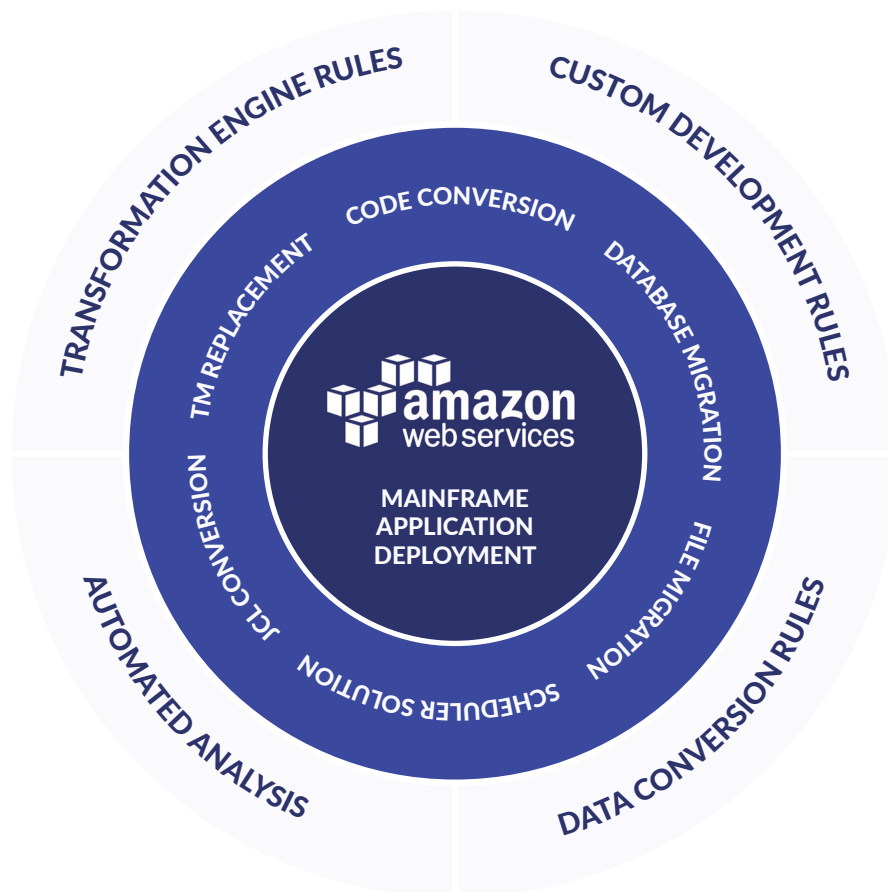 TRANSFORMATION ENGINE RULES
CUSTOM DEVELOPMENT RULES
CODE CONVERSION
DATABASE MIGRATION
TM REPLACEMENT
amazon
web services
MAINFRAME
APPLICATION
DEPLOYMENT
JCL CONVERSION
FILE MIGRATION
SCHEDULER SOLUTION
AUTOMATED ANALYSIS
DATA CONVERSION RULES